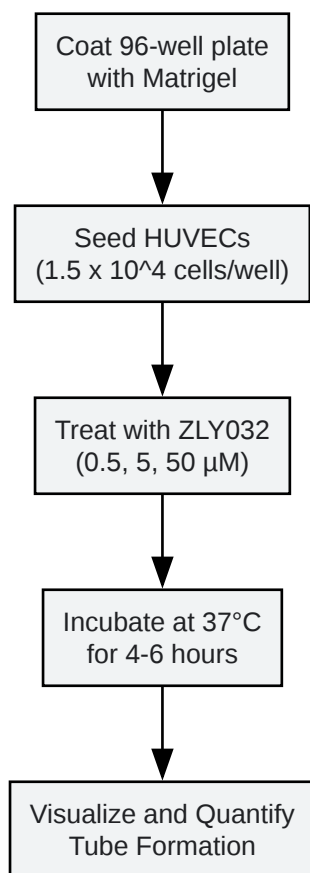 Coat 96-well plate
with Matrigel
Seed HUVECs
(1.5 x 10^4 cells/well)
Treat with ZLY032
(0.5, 5, 50 µM)
Incubate at 37°C
for 4-6 hours
Visualize and Quantify
Tube Formation